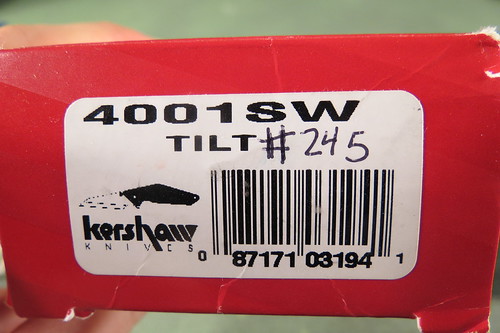 4001SW
TILT #245
kershaw
KNIVES
0 87171 03194 1